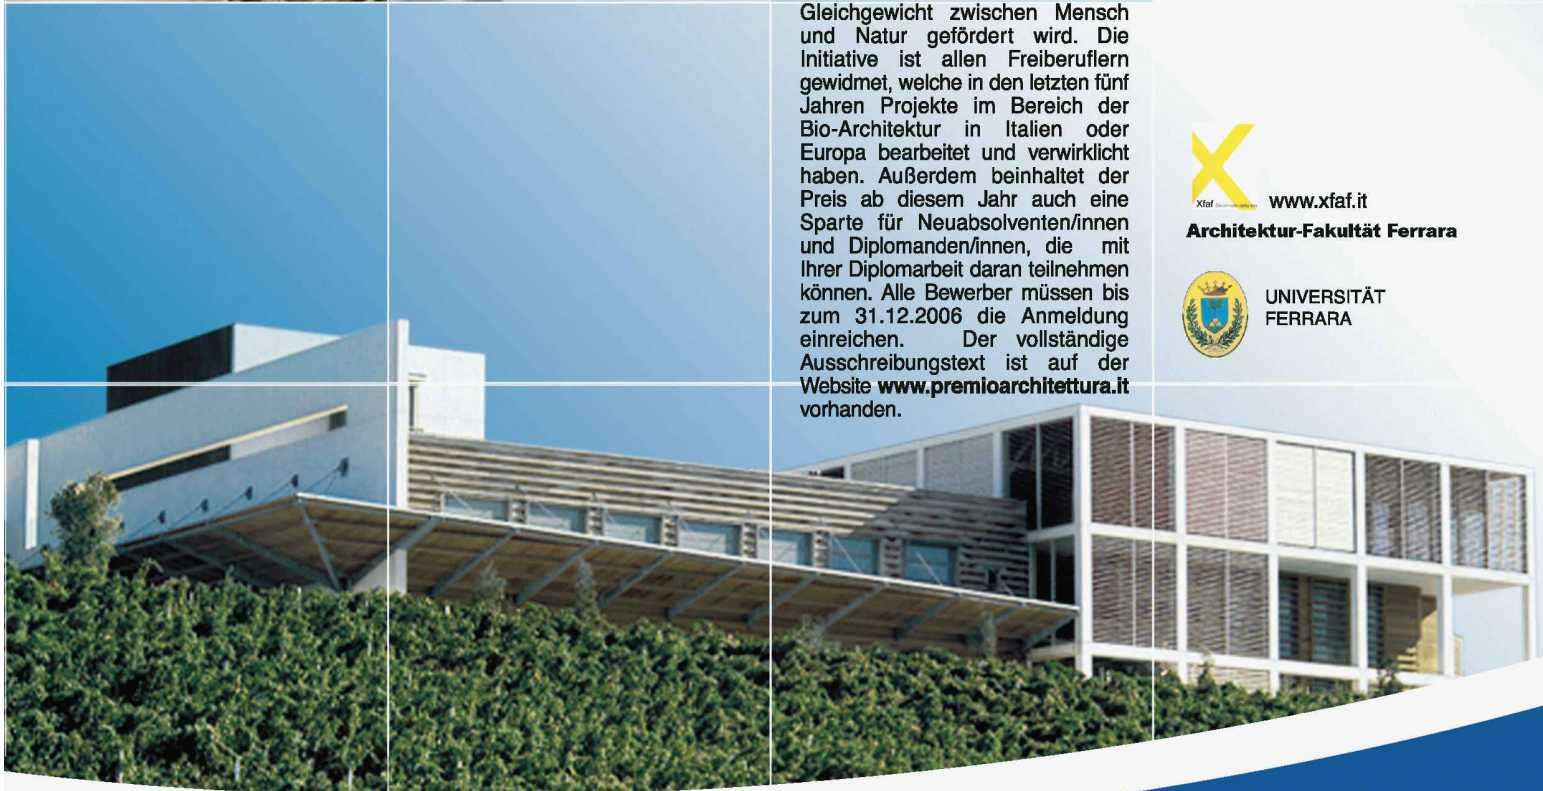 Gleichgewicht zwischen Mensch
und Natur gefördert wird. Die
Initiative ist allen Freiberuflern
gewidmet, welche in den letzten fünf
Jahren Projekte im Bereich der
Bio-Architektur in Italien oder
Europa bearbeitet und verwirklicht
haben. Außerdem beinhaltet der
Preis ab diesem Jahr auch eine
Sparte für Neuabsolventen/innen
und Diplomanden/innen, die mit
Ihrer Diplomarbeit daran teilnehmen
können. Alle Bewerber müssen bis
zum 31.12.2006 die Anmeldung
einreichen. Der vollständige
Ausschreibungstext ist auf der
Website www.premioarchitettura.it
vorhanden.
Xfaf
www.xfaf.it
Architektur-Fakultät Ferrara
UNIVERSITÄT
FERRARA